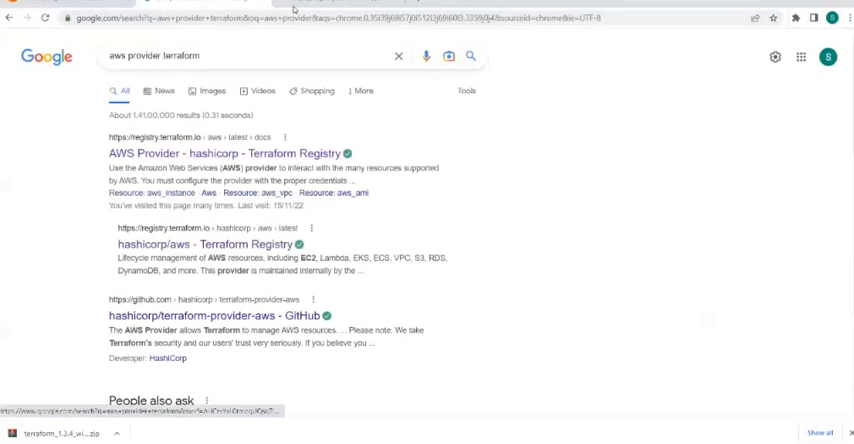 google.com/search?q=aws+provider+terraform&oq=aws+provider&aqs=chrome.
Google
aws provider terraform
All
News
Images
Videos
Shopping
More
Tools
About 1,41,00,000 results (0.31 seconds)
https://registry.terraform.io › aws › latest › docs
AWS Provider - hashicorp - Terraform Registry
Use the Amazon Web Services (AWS) provider to interact with the many resources supported
by AWS. You must configure the provider with the proper credentials ...
Resource: aws_instance · Aws · Resource: aws_vpc · Resource: aws_ami
You've visited this page many times. Last visit: 15/11/22
https://registry.terraform.io › hashicorp › aws › latest
hashicorp/aws - Terraform Registry
Lifecycle management of AWS resources, including EC2, Lambda, EKS, ECS, VPC, S3, RDS,
DynamoDB, and more. This provider is maintained internally by the ...
https://github.com › hashicorp › terraform-provider-aws
hashicorp/terraform-provider-aws - GitHub
The AWS Provider allows Terraform to manage AWS resources. ... Please note: We take
Terraform's security and our users' trust very seriously. If you believe you ...
Developer: HashiCorp
People also ask
terraform_1.3.4_wi....zip
Show all
S
S